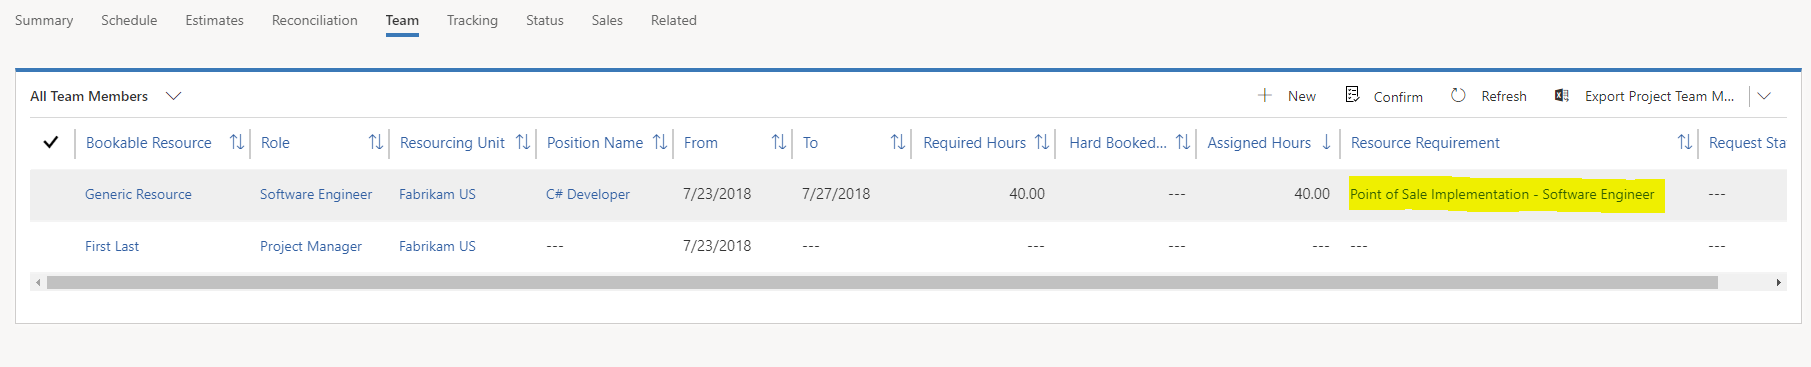 Summary Schedule Estimates Reconciliation Team Tracking Status Sales Related
All Team Members New Confirm Refresh Export Project Team M...
Bookable Resource Role Resourcing Unit Position Name From To Required Hours Hard Booked... Assigned Hours Resource Requirement Request Sta
Generic Resource Software Engineer Fabrikam US C# Developer 7/23/2018 7/27/2018 40.00 --- 40.00 Point of Sale Implementation - Software Engineer ---
First Last Project Manager Fabrikam US --- 7/23/2018 --- --- --- --- --- ---